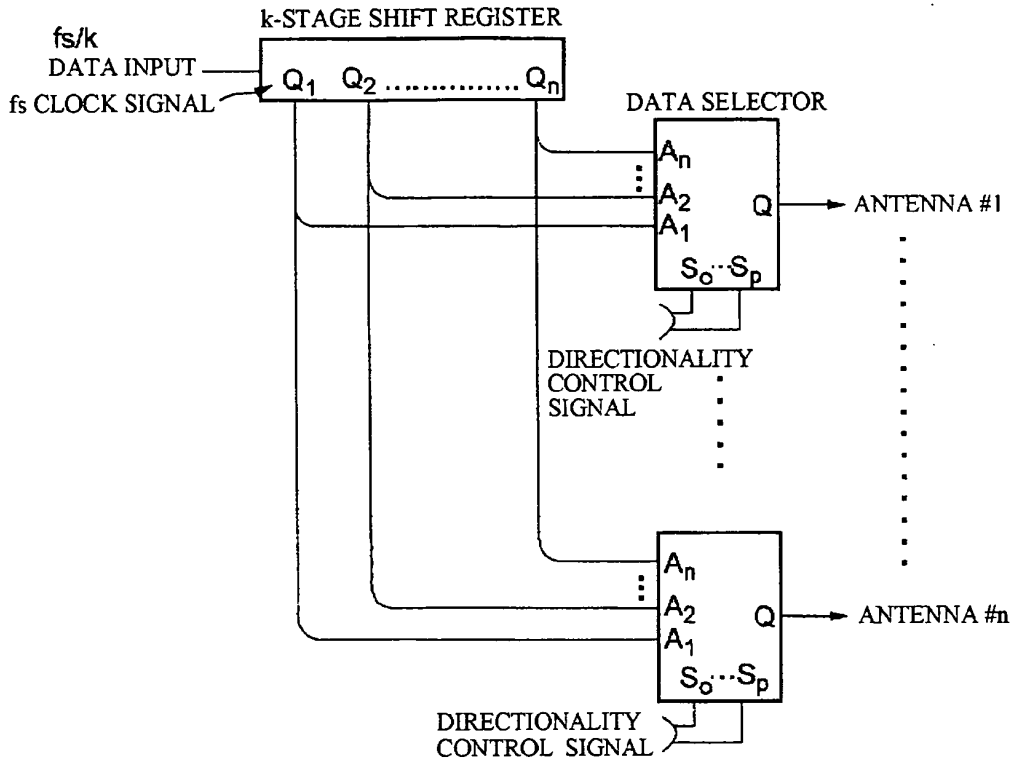 k-STAGE SHIFT REGISTER
fs/k
DATA INPUT
fs CLOCK SIGNAL
Q1 Q2 ................ Qn
DATA SELECTOR
An
A2
A1
Q
So...Sp
ANTENNA #1
DIRECTIONALITY
CONTROL
SIGNAL
An
A2
A1
Q
So...Sp
ANTENNA #n
DIRECTIONALITY
CONTROL SIGNAL